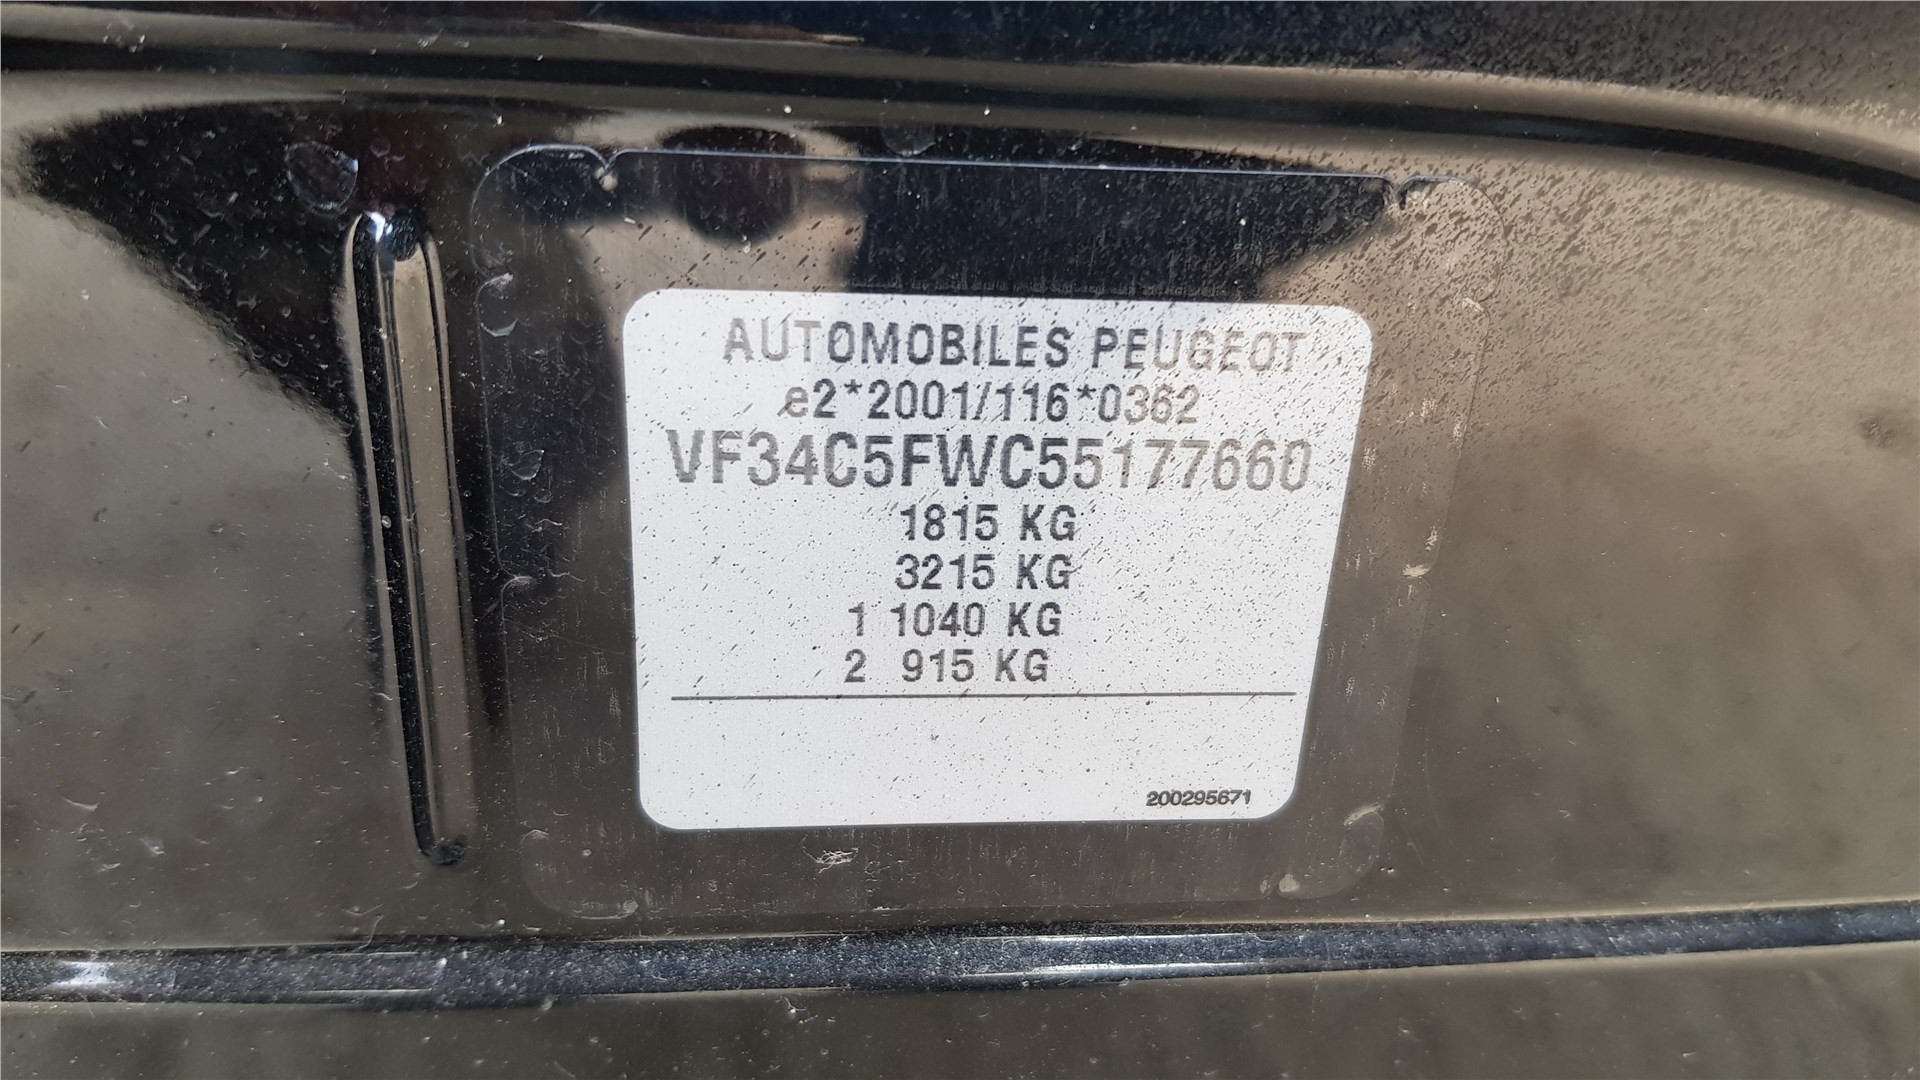 AUTOMOBILES PEUGEOT
e2*2001/116*0362
VF34C5FWC55177660
1815 KG
3215 KG
1 1040 KG
2 915 KG
200295671